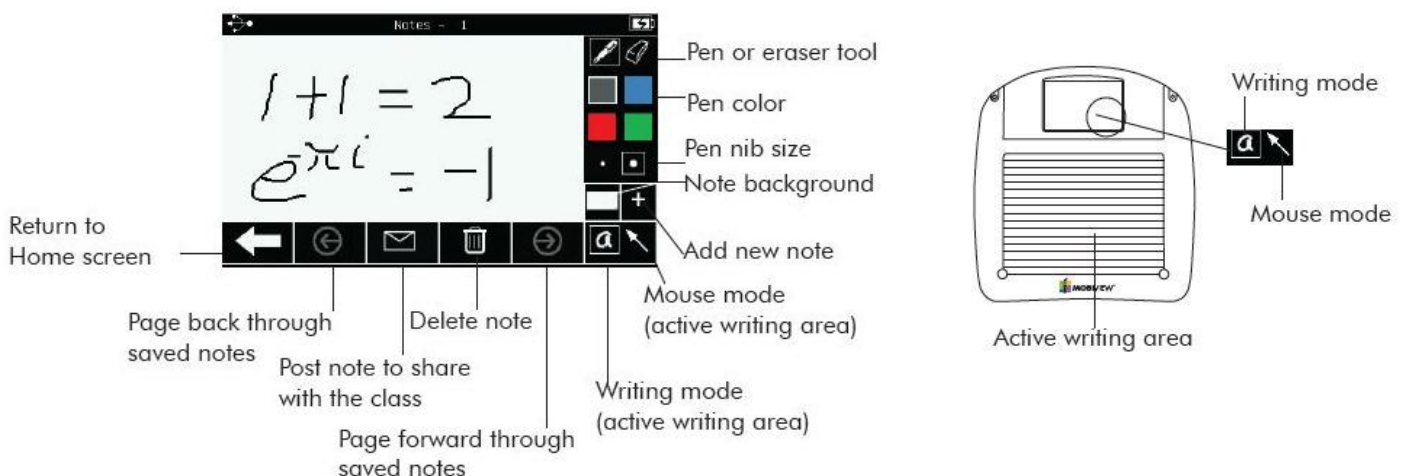 Notes - 1
1+1 = 2
e^πi = -1
Pen or eraser tool
Pen color
Pen nib size
Note background
Add new note
Mouse mode
(active writing area)
Writing mode
(active writing area)
Return to
Home screen
Page back through
saved notes
Post note to share
with the class
Delete note
Page forward through
saved notes
a
Writing mode
a
Mouse mode
MOBIVIEW
Active writing area